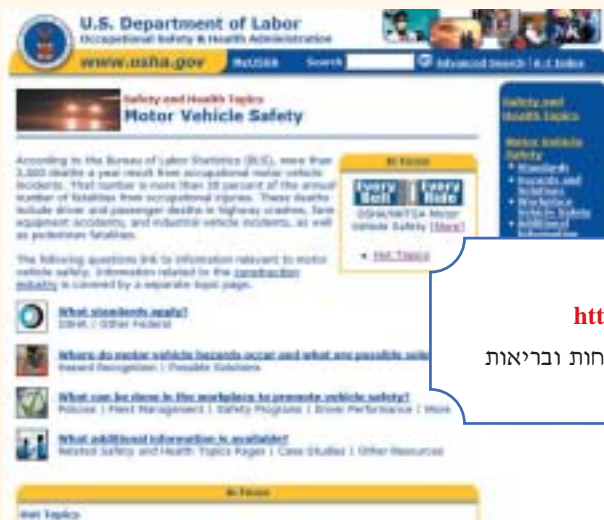 U.S. Department of Labor
Occupational Safety & Health Administration
www.osha.gov MyOSHA Search Advanced Search | A-Z Index
Safety and Health Topics
Motor Vehicle Safety
Safety and
Health Topics
Motor Vehicle
Safety
• Standards
• Hazards and
Solutions
• Workplace
Vehicle Safety
• Additional
Information
According to the Bureau of Labor Statistics (BLS), more than
deaths a year result from occupational motor vehicle
incidents. That number is more than 30 percent of the annual
number of fatalities from occupational injuries. These deaths
include driver and passenger deaths in highway crashes, farm
equipment accidents, and industrial vehicle incidents, as well
as pedestrian fatalities.
In Focus
Every Belt Every Ride
OSHA/NHTSA Motor
Vehicle Safety [More]
• Hot Topics
The following questions link to information relevant to motor
vehicle safety. Information related to the construction
industry is covered by a separate topic page.
What standards apply?
OSHA | Other Federal
Where do motor vehicle hazards occur and what are possible
Hazard Recognition | Possible Solutions
What can be done in the workplace to promote vehicle safety?
Policies | Fleet Management | Safety Programs | Driver Performance | More
What additional information is available?
Related Safety and Health Topics Pages | Case Studies | Other Resources
In Focus
Hot Topics
htt
חות ובריאות